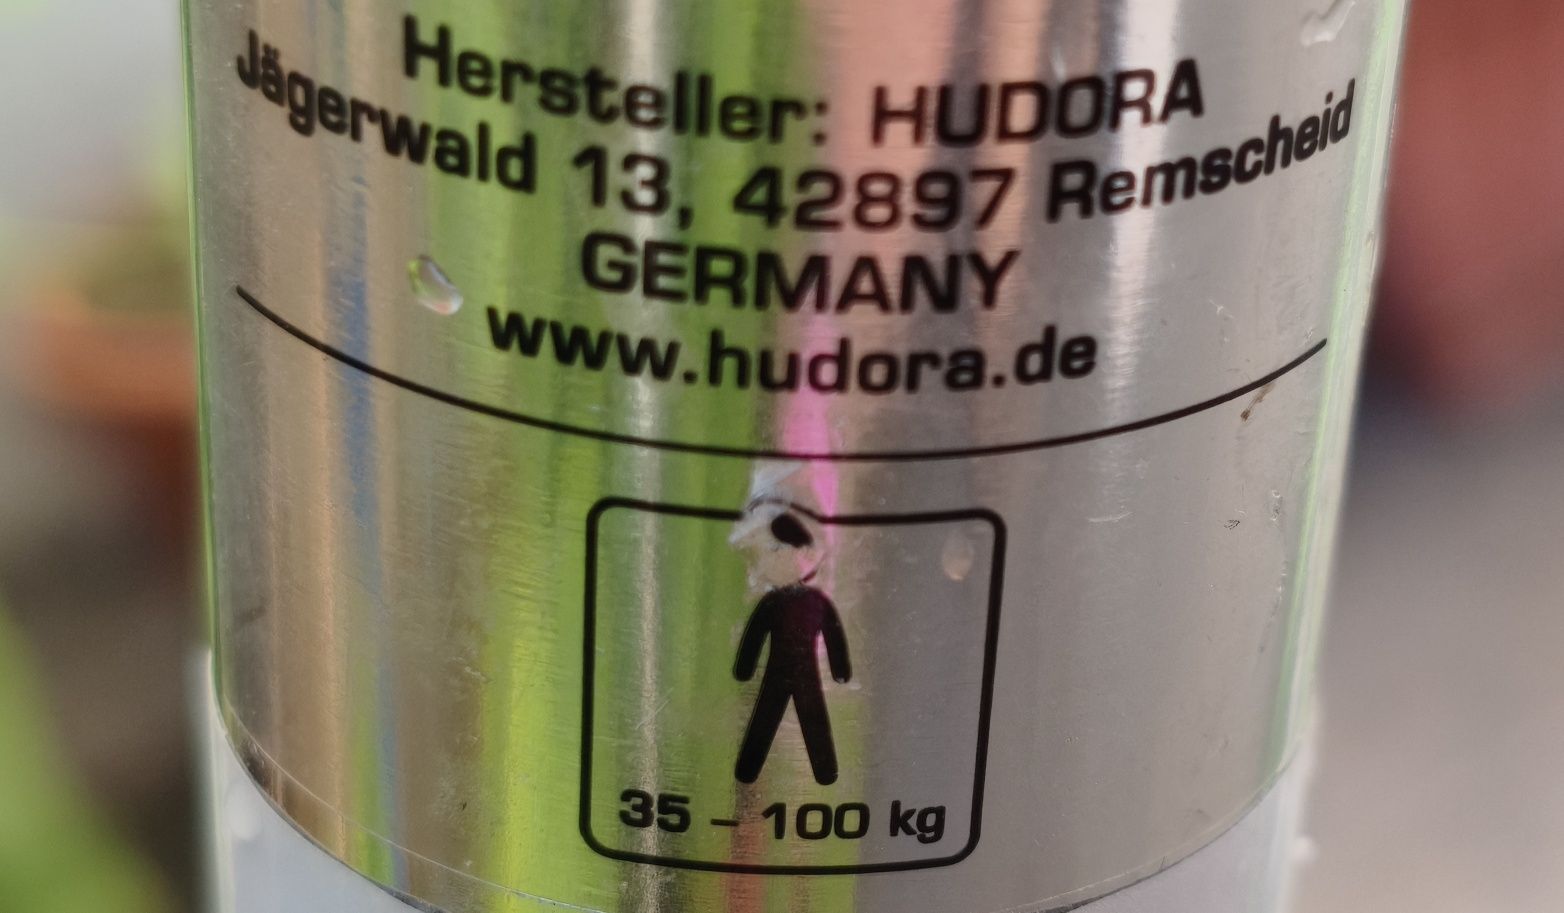 Hersteller: HUDORA
Jägerwald 13, 42897 Remscheid
GERMANY
www.hudora.de
35 – 100 kg